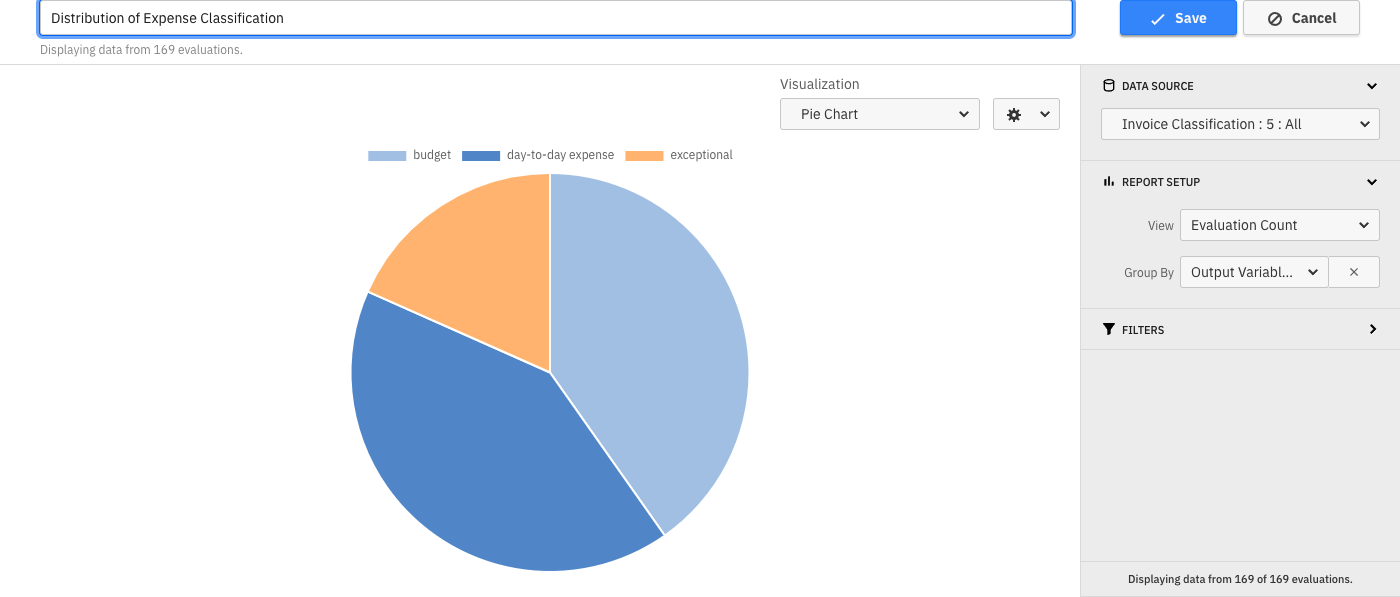 Distribution of Expense Classification
Save
Cancel
Displaying data from 169 evaluations.
Visualization
Pie Chart
budget day-to-day expense exceptional
DATA SOURCE
Invoice Classification : 5 : All
REPORT SETUP
View Evaluation Count
Group By Output Variabl... ×
FILTERS
Displaying data from 169 of 169 evaluations.